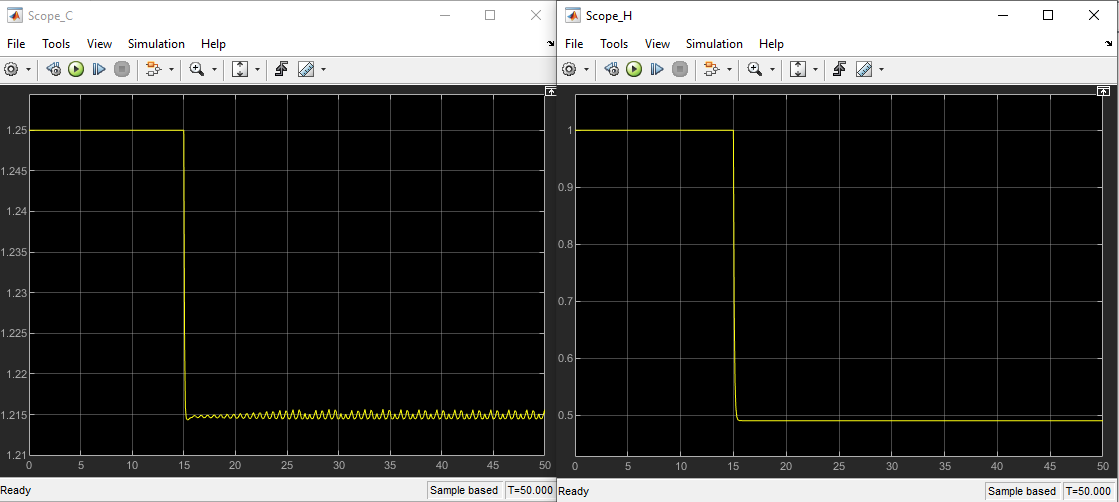 Scope_C
File Tools View Simulation Help
1.25
1.245
1.24
1.235
1.23
1.225
1.22
1.215
1.21
0 5 10 15 20 25 30 35 40 45 50
Ready Sample based T=50.000
Scope_H
File Tools View Simulation Help
1
0.9
0.8
0.7
0.6
0.5
0 5 10 15 20 25 30 35 40 45 50
Ready Sample based T=50.000